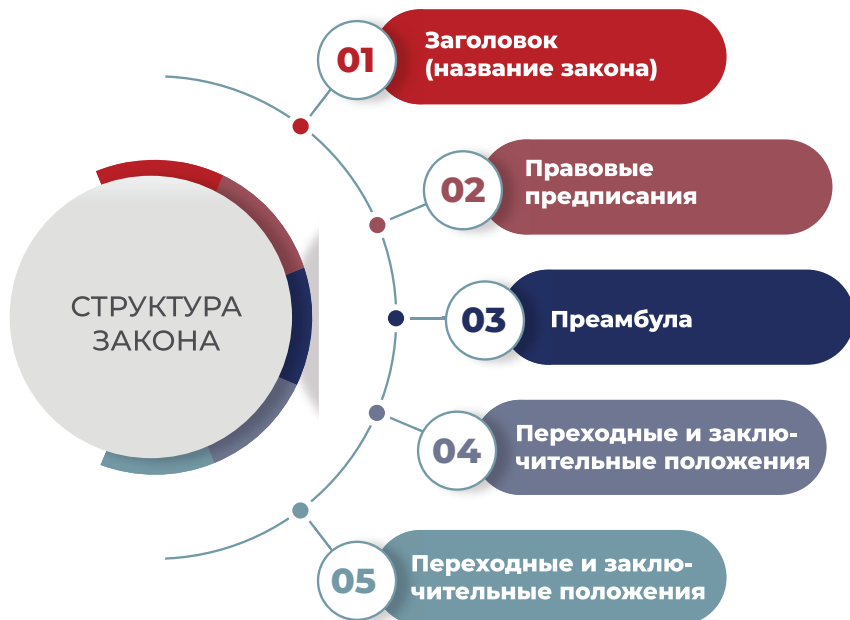 СТРУКТУРА
ЗАКОНА
01
Заголовок
(название закона)
02
Правовые
предписания
03
Преамбула
04
Переходные и заклю-
чительные положения
05
Переходные и заклю-
чительные положения